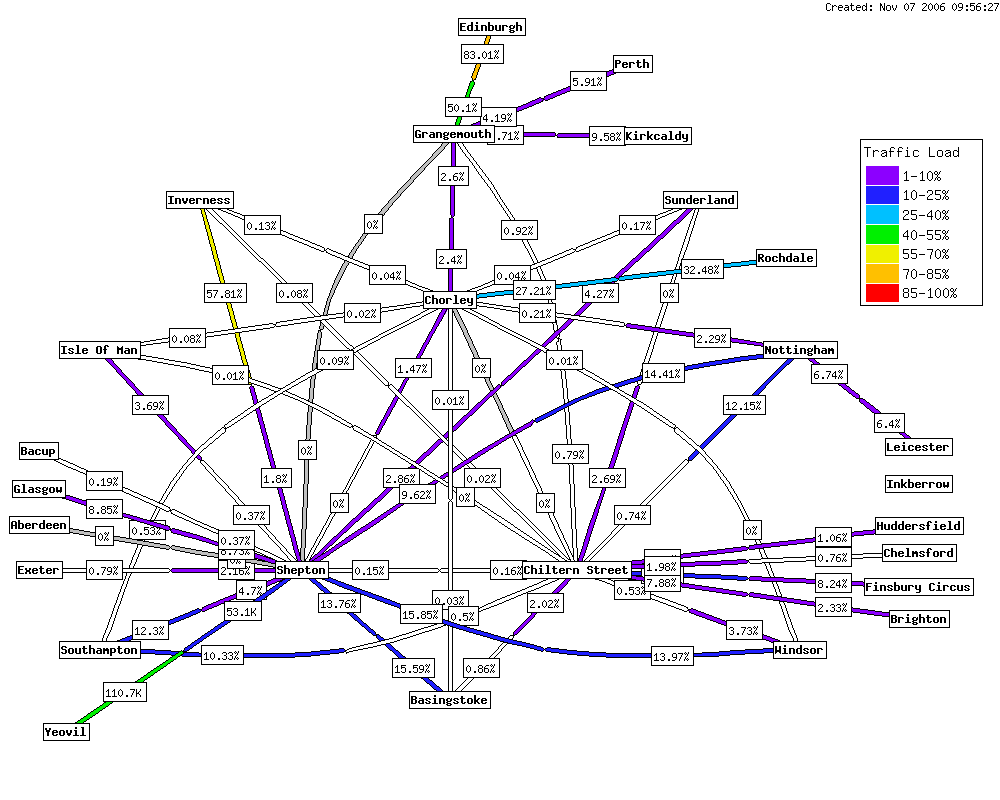 Created: Nov 07 2006 09:56:27
Edinburgh
83.01%
Perth
5.91%
50.1%
4.19%
Grangemouth
.71%
9.58%
Kirkcaldy
Traffic Load
1-10%
10-25%
25-40%
40-55%
55-70%
70-85%
85-100%
2.6%
Inverness
Sunderland
0.13%
0%
0.92%
0.17%
2.4%
Rochdale
0.04%
0.04%
32.48%
57.81%
0.08%
27.21%
4.27%
0%
Chorley
0.02%
0.21%
0.08%
2.29%
Isle Of Man
Nottingham
0.09%
0.01%
1.47%
0%
0.01%
14.41%
6.74%
3.69%
0.01%
12.15%
6.4%
Leicester
Bacup
0%
0.79%
0.19%
1.8%
2.86%
0.02%
2.69%
Inkberrow
Glasgow
9.62%
0%
8.85%
0%
0%
0.37%
0.74%
Aberdeen
0%
0.53%
0%
Huddersfield
0.37%
1.06%
0.73%
0%
Chelmsford
0.76%
Exeter
0.79%
2.16%
Shepton
0.15%
0.16%
Chiltern Street
1.98%
7.88%
8.24%
Finsbury Circus
4.7%
0.53%
53.1K
13.76%
0.03%
2.02%
2.33%
Brighton
15.85%
0.5%
12.3%
3.73%
Southampton
10.33%
13.97%
Windsor
15.59%
0.86%
110.7K
Basingstoke
Yeovil